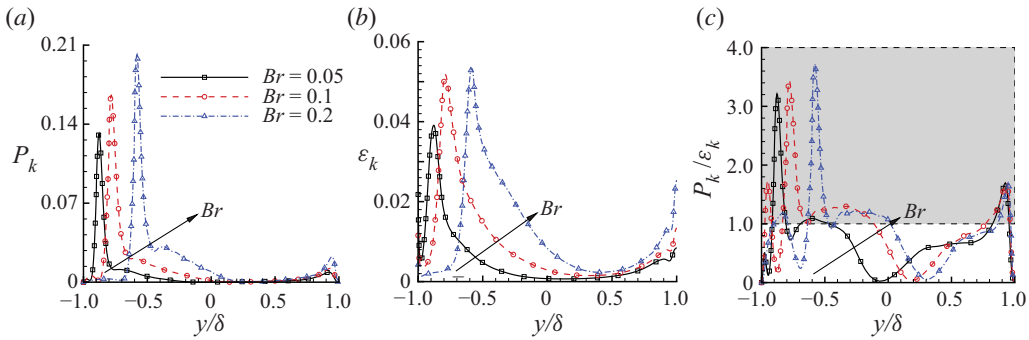 (a)
0.21
0.14
0.07
0
P_k
Br = 0.05
Br = 0.1
Br = 0.2
Br
−1.0 −0.5 0 0.5 1.0
y/δ
(b)
0.06
0.04
0.02
0
ε_k
Br
−1.0 −0.5 0 0.5 1.0
y/δ
(c)
4.0
3.0
2.0
1.0
0
P_k/ε_k
Br
−1.0 −0.5 0 0.5 1.0
y/δ